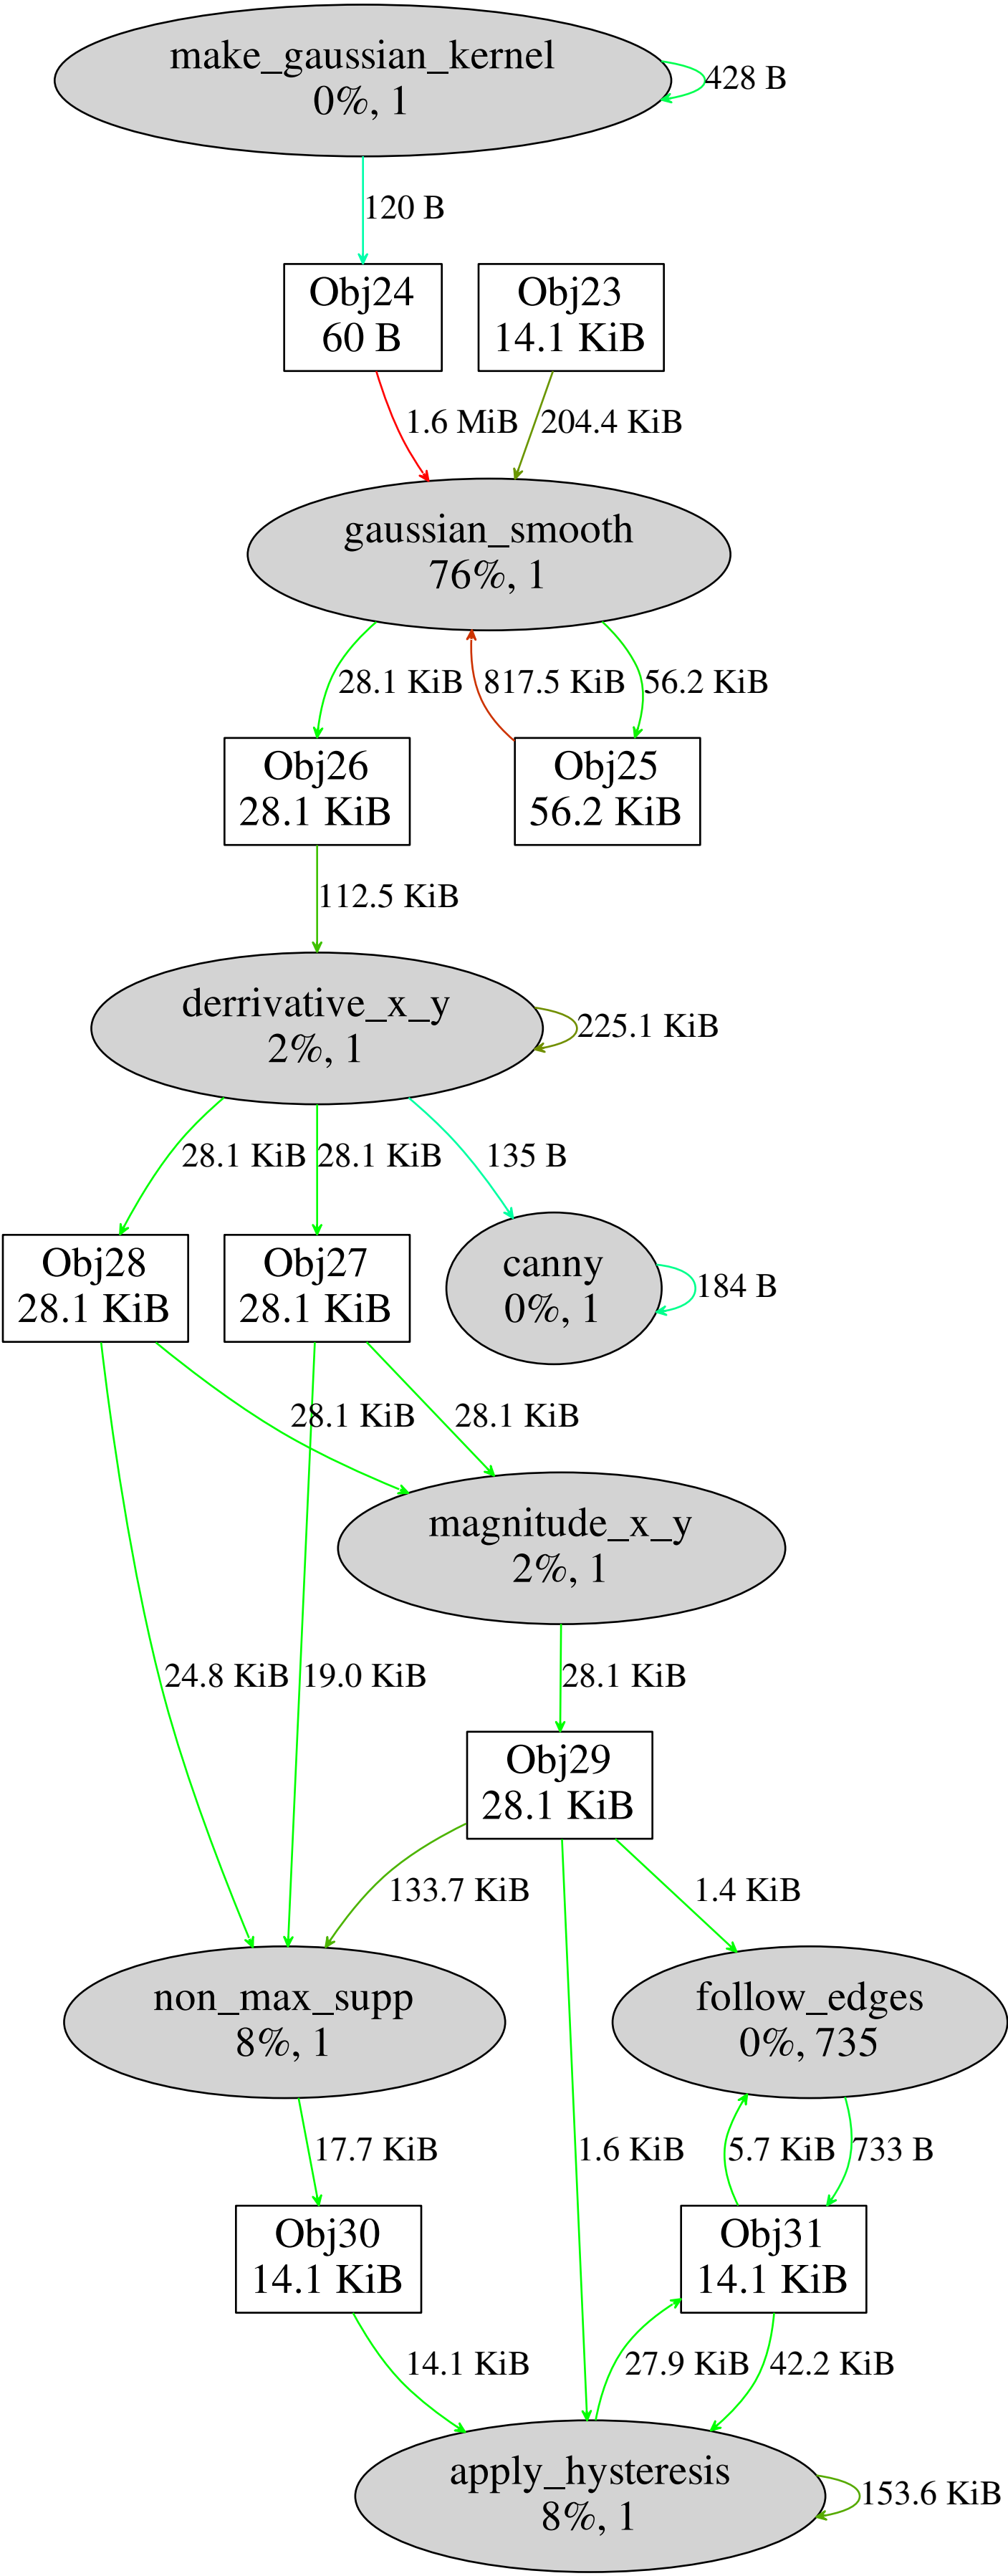 make_gaussian_kernel
0%, 1
428 B
120 B
Obj24
60 B
Obj23
14.1 KiB
1.6 MiB
204.4 KiB
gaussian_smooth
76%, 1
28.1 KiB
817.5 KiB
56.2 KiB
Obj26
28.1 KiB
Obj25
56.2 KiB
112.5 KiB
derrivative_x_y
2%, 1
225.1 KiB
28.1 KiB
28.1 KiB
135 B
Obj28
28.1 KiB
Obj27
28.1 KiB
canny
0%, 1
184 B
28.1 KiB
28.1 KiB
magnitude_x_y
2%, 1
24.8 KiB
19.0 KiB
28.1 KiB
Obj29
28.1 KiB
133.7 KiB
1.4 KiB
non_max_supp
8%, 1
follow_edges
0%, 735
17.7 KiB
1.6 KiB
5.7 KiB
733 B
Obj30
14.1 KiB
Obj31
14.1 KiB
14.1 KiB
27.9 KiB
42.2 KiB
apply_hysteresis
8%, 1
153.6 KiB